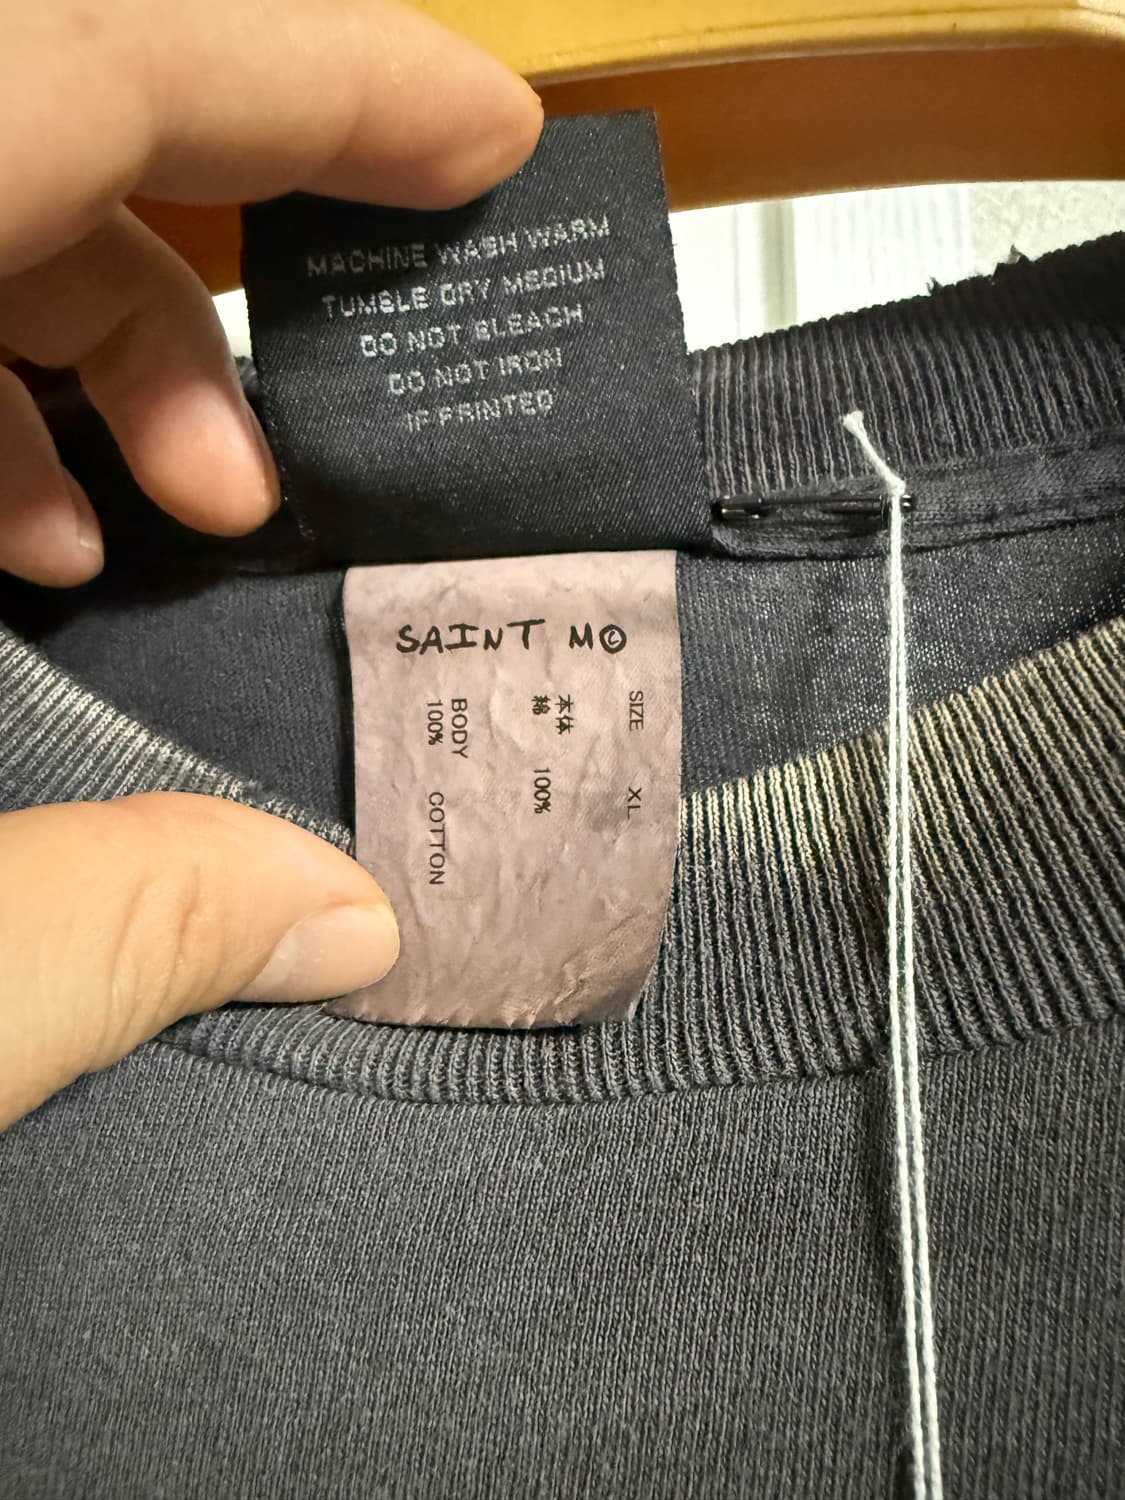 MACHINE WASH WARM
TUMBLE DRY MEDIUM
DO NOT BLEACH
DO NOT IRON
IF PRINTED
SAINT M©
SIZE XL
本体
綿 100%
BODY
100% COTTON